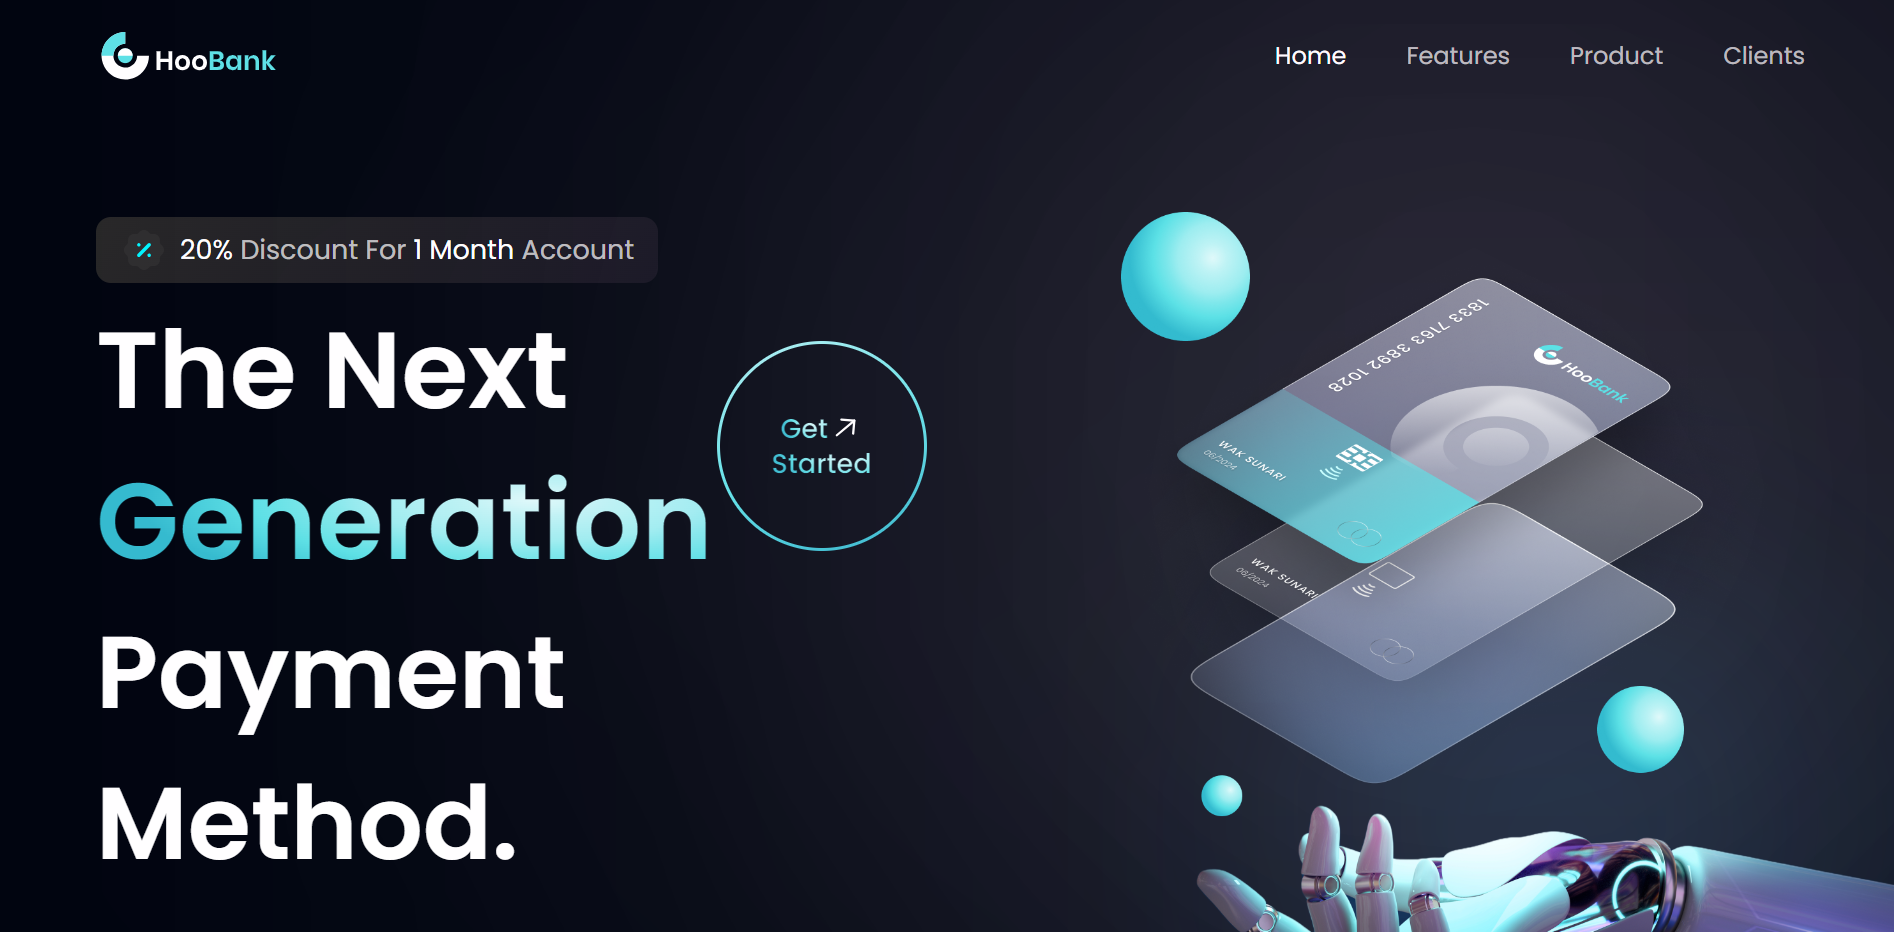 HooBank
Home Features Product Clients
20% Discount For 1 Month Account
The Next
Generation
Payment
Method.
Get
Started
1833 7163 3892 1028
HooBank
WAK SUNARI
06/2024
WAK SUNARI
08/2024